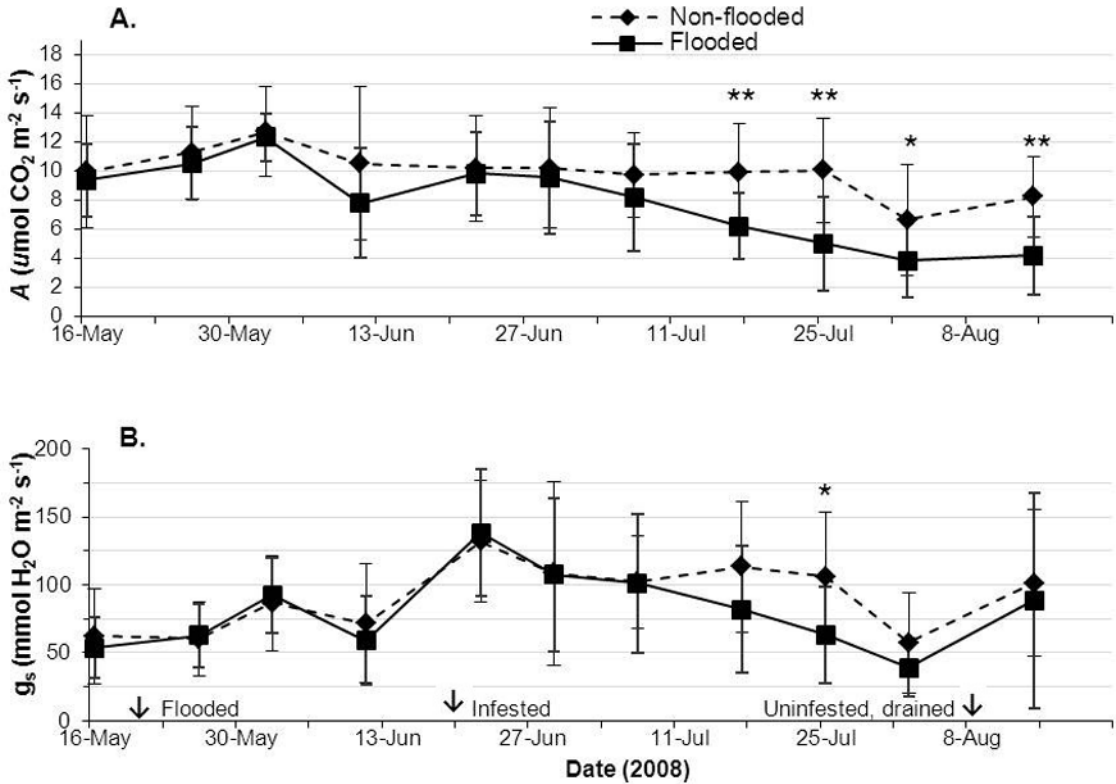 A.
Non-flooded
Flooded
18
16
14
12
10
8
6
4
2
0
A (umol CO₂ m⁻² s⁻¹)
** ** * **
16-May 30-May 13-Jun 27-Jun 11-Jul 25-Jul 8-Aug
B.
200
150
100
50
0
gₛ (mmol H₂O m⁻² s⁻¹)
*
↓ Flooded ↓ Infested Uninfested, drained ↓
16-May 30-May 13-Jun 27-Jun 11-Jul 25-Jul 8-Aug
Date (2008)